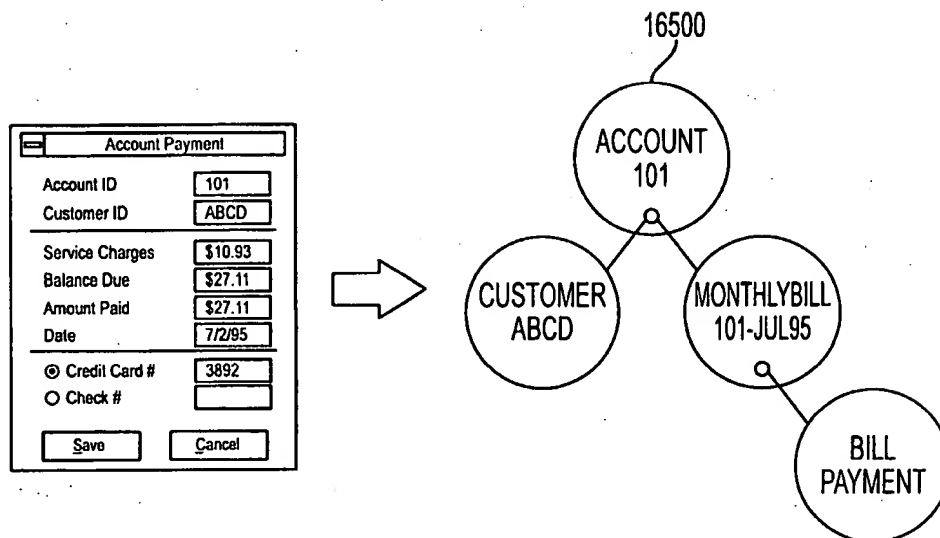 16500
Account Payment
Account ID 101
Customer ID ABCD
Service Charges $10.93
Balance Due $27.11
Amount Paid $27.11
Date 7/2/95
Credit Card # 3892
Check #
Save Cancel
ACCOUNT
101
CUSTOMER
ABCD
MONTHLYBILL
101-JUL95
BILL
PAYMENT